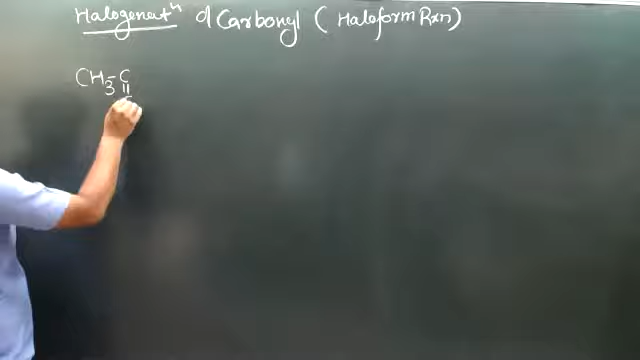 Halogenatⁿ of Carbonyl (Haloform Rxn)
CH₃-C
||